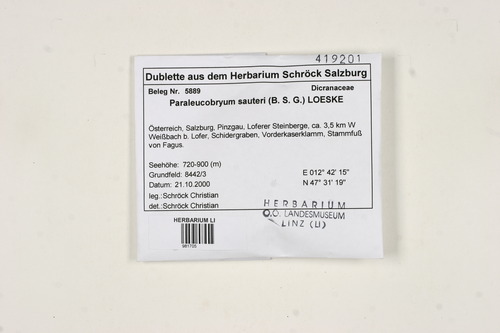 419201
Dublette aus dem Herbarium Schröck Salzburg
Beleg Nr. 5889 Dicranaceae
Paraleucobryum sauteri (B. S. G.) LOESKE
Österreich, Salzburg, Pinzgau, Loferer Steinberge, ca. 3,5 km W
Weißbach b. Lofer, Schidergraben, Vorderkaserklamm, Stammfuß
von Fagus.
Seehöhe: 720-900 (m) E 012° 42' 15"
Grundfeld: 8442/3 N 47° 31' 19"
Datum: 21.10.2000
leg.:Schröck Christian
det.:Schröck Christian
HERBARIUM
O.Ö. LANDESMUSEUM
LINZ (LI)
HERBARIUM LI
981705